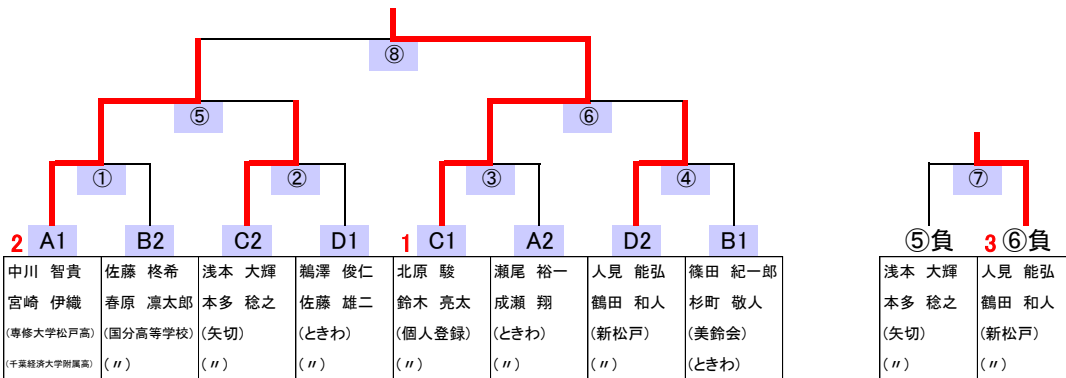 ⑧
⑤ ⑥
① ② ③ ④ ⑦
2 A1 B2 C2 D1 1 C1 A2 D2 B1 ⑤負 3 ⑥負
中川 智貴 佐藤 柊希 浅本 大輝 鵜澤 俊仁 北原 駿 瀬尾 裕一 人見 能弘 篠田 紀一郎 浅本 大輝 人見 能弘
宮崎 伊織 春原 凛太郎 本多 稔之 佐藤 雄二 鈴木 亮太 成瀬 翔 鶴田 和人 杉町 敬人 本多 稔之 鶴田 和人
(専修大学松戸高) (国分高等学校) (矢切) (ときわ) (個人登録) (ときわ) (新松戸) (美鈴会) (矢切) (新松戸)
(千葉経済大学附属高) (〃) (〃) (〃) (〃) (〃) (〃) (ときわ) (〃) (〃)